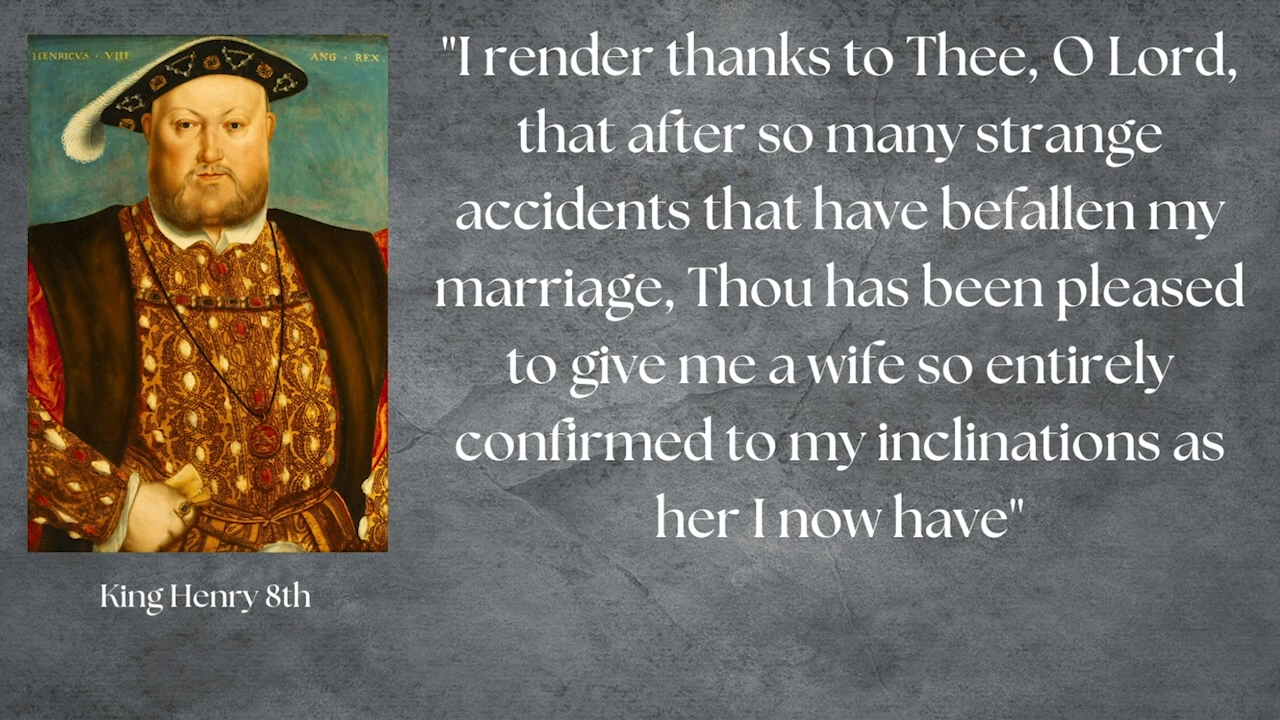 HENRICVS · VIII ANG · REX
"I render thanks to Thee, O Lord,
that after so many strange
accidents that have befallen my
marriage, Thou has been pleased
to give me a wife so entirely
confirmed to my inclinations as
her I now have"
King Henry 8th